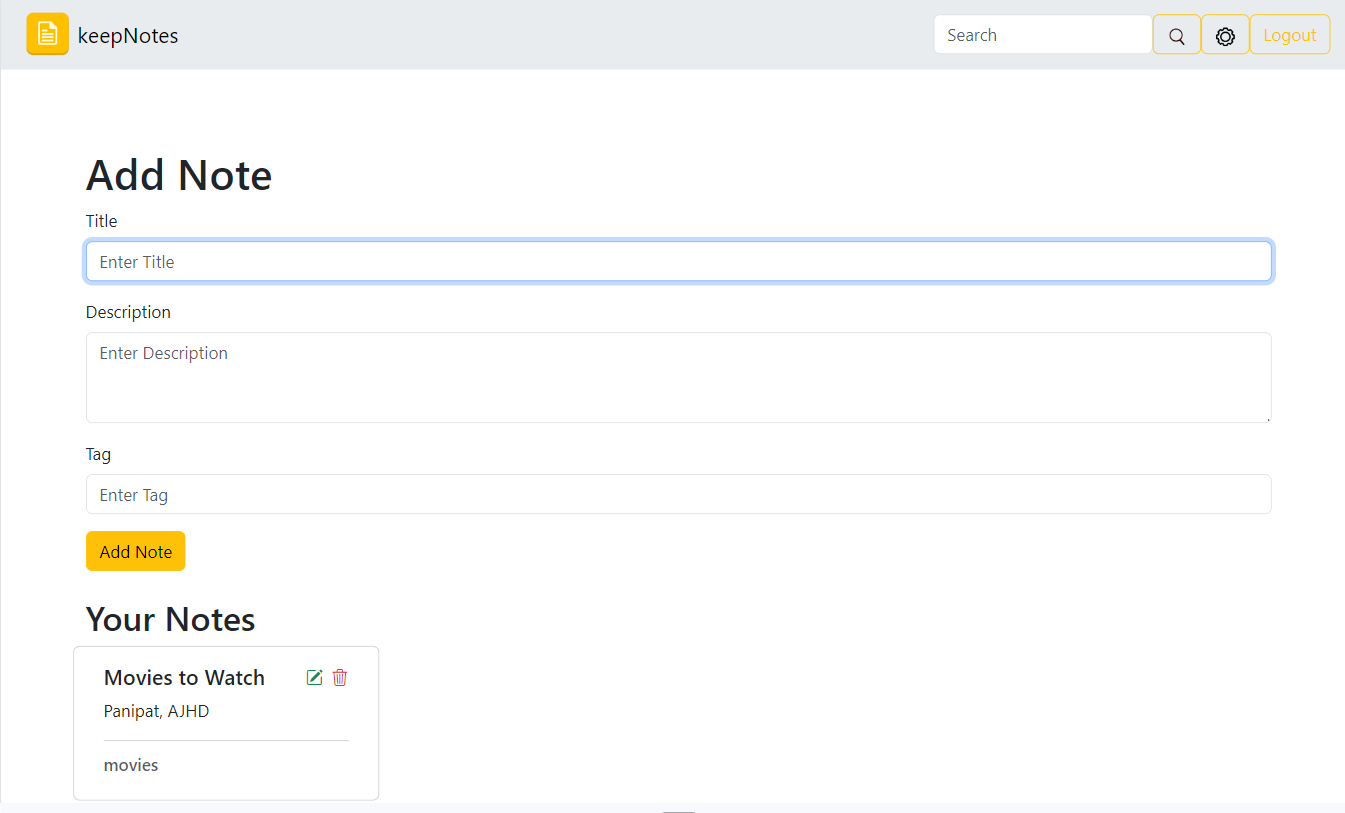 keepNotes
Search
Logout
Add Note
Title
Enter Title
Description
Enter Description
Tag
Enter Tag
Add Note
Your Notes
Movies to Watch
Panipat, AJHD
movies